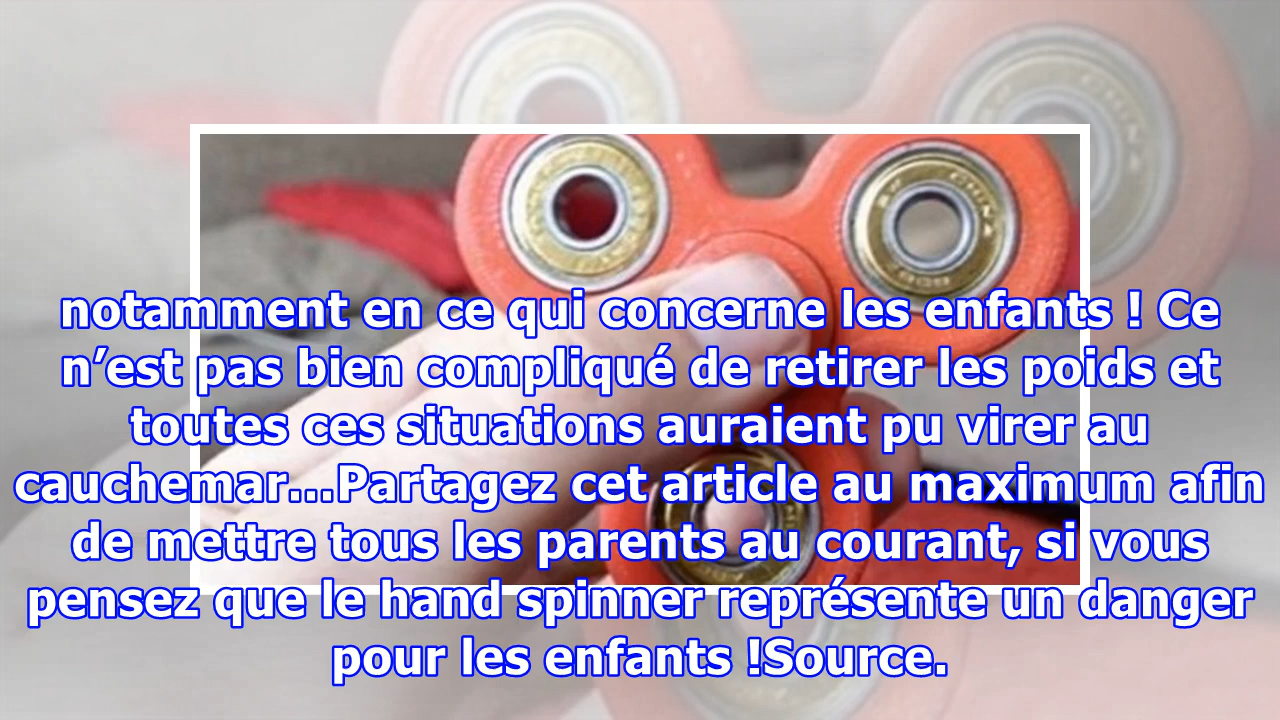 notamment en ce qui concerne les enfants ! Ce
n’est pas bien compliqué de retirer les poids et
toutes ces situations auraient pu virer au
cauchemar...Partagez cet article au maximum afin
de mettre tous les parents au courant, si vous
pensez que le hand spinner représente un danger
pour les enfants !Source.
CHINA